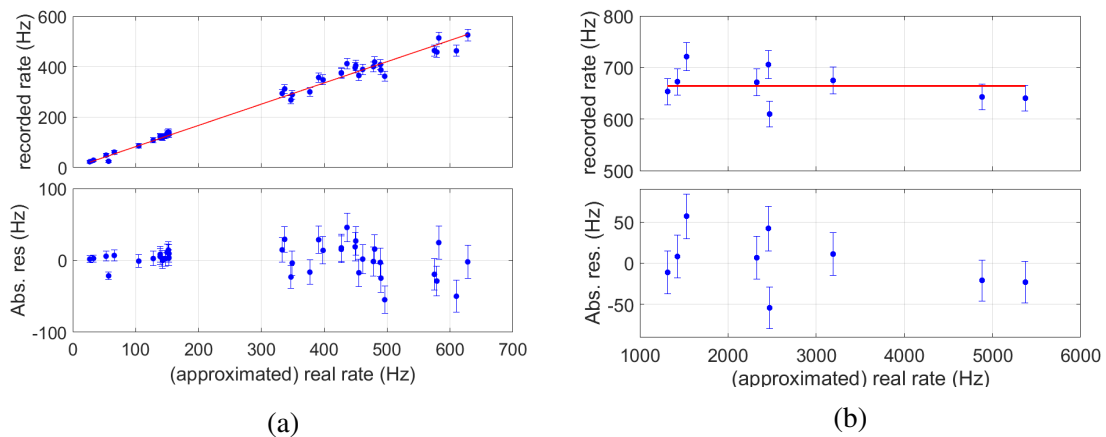 600
400
200
0
recorded rate (Hz)
100
0
-100
Abs. res (Hz)
0 100 200 300 400 500 600 700
(approximated) real rate (Hz)
(a)
800
700
600
500
recorded rate (Hz)
50
0
-50
Abs. res. (Hz)
1000 2000 3000 4000 5000 6000
(approximated) real rate (Hz)
(b)